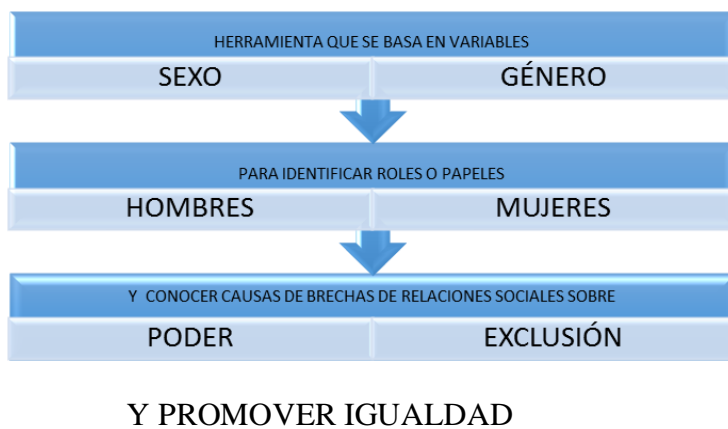 HERRAMIENTA QUE SE BASA EN VARIABLES
SEXO GÉNERO
PARA IDENTIFICAR ROLES O PAPELES
HOMBRES MUJERES
Y CONOCER CAUSAS DE BRECHAS DE RELACIONES SOCIALES SOBRE
PODER EXCLUSIÓN
Y PROMOVER IGUALDAD